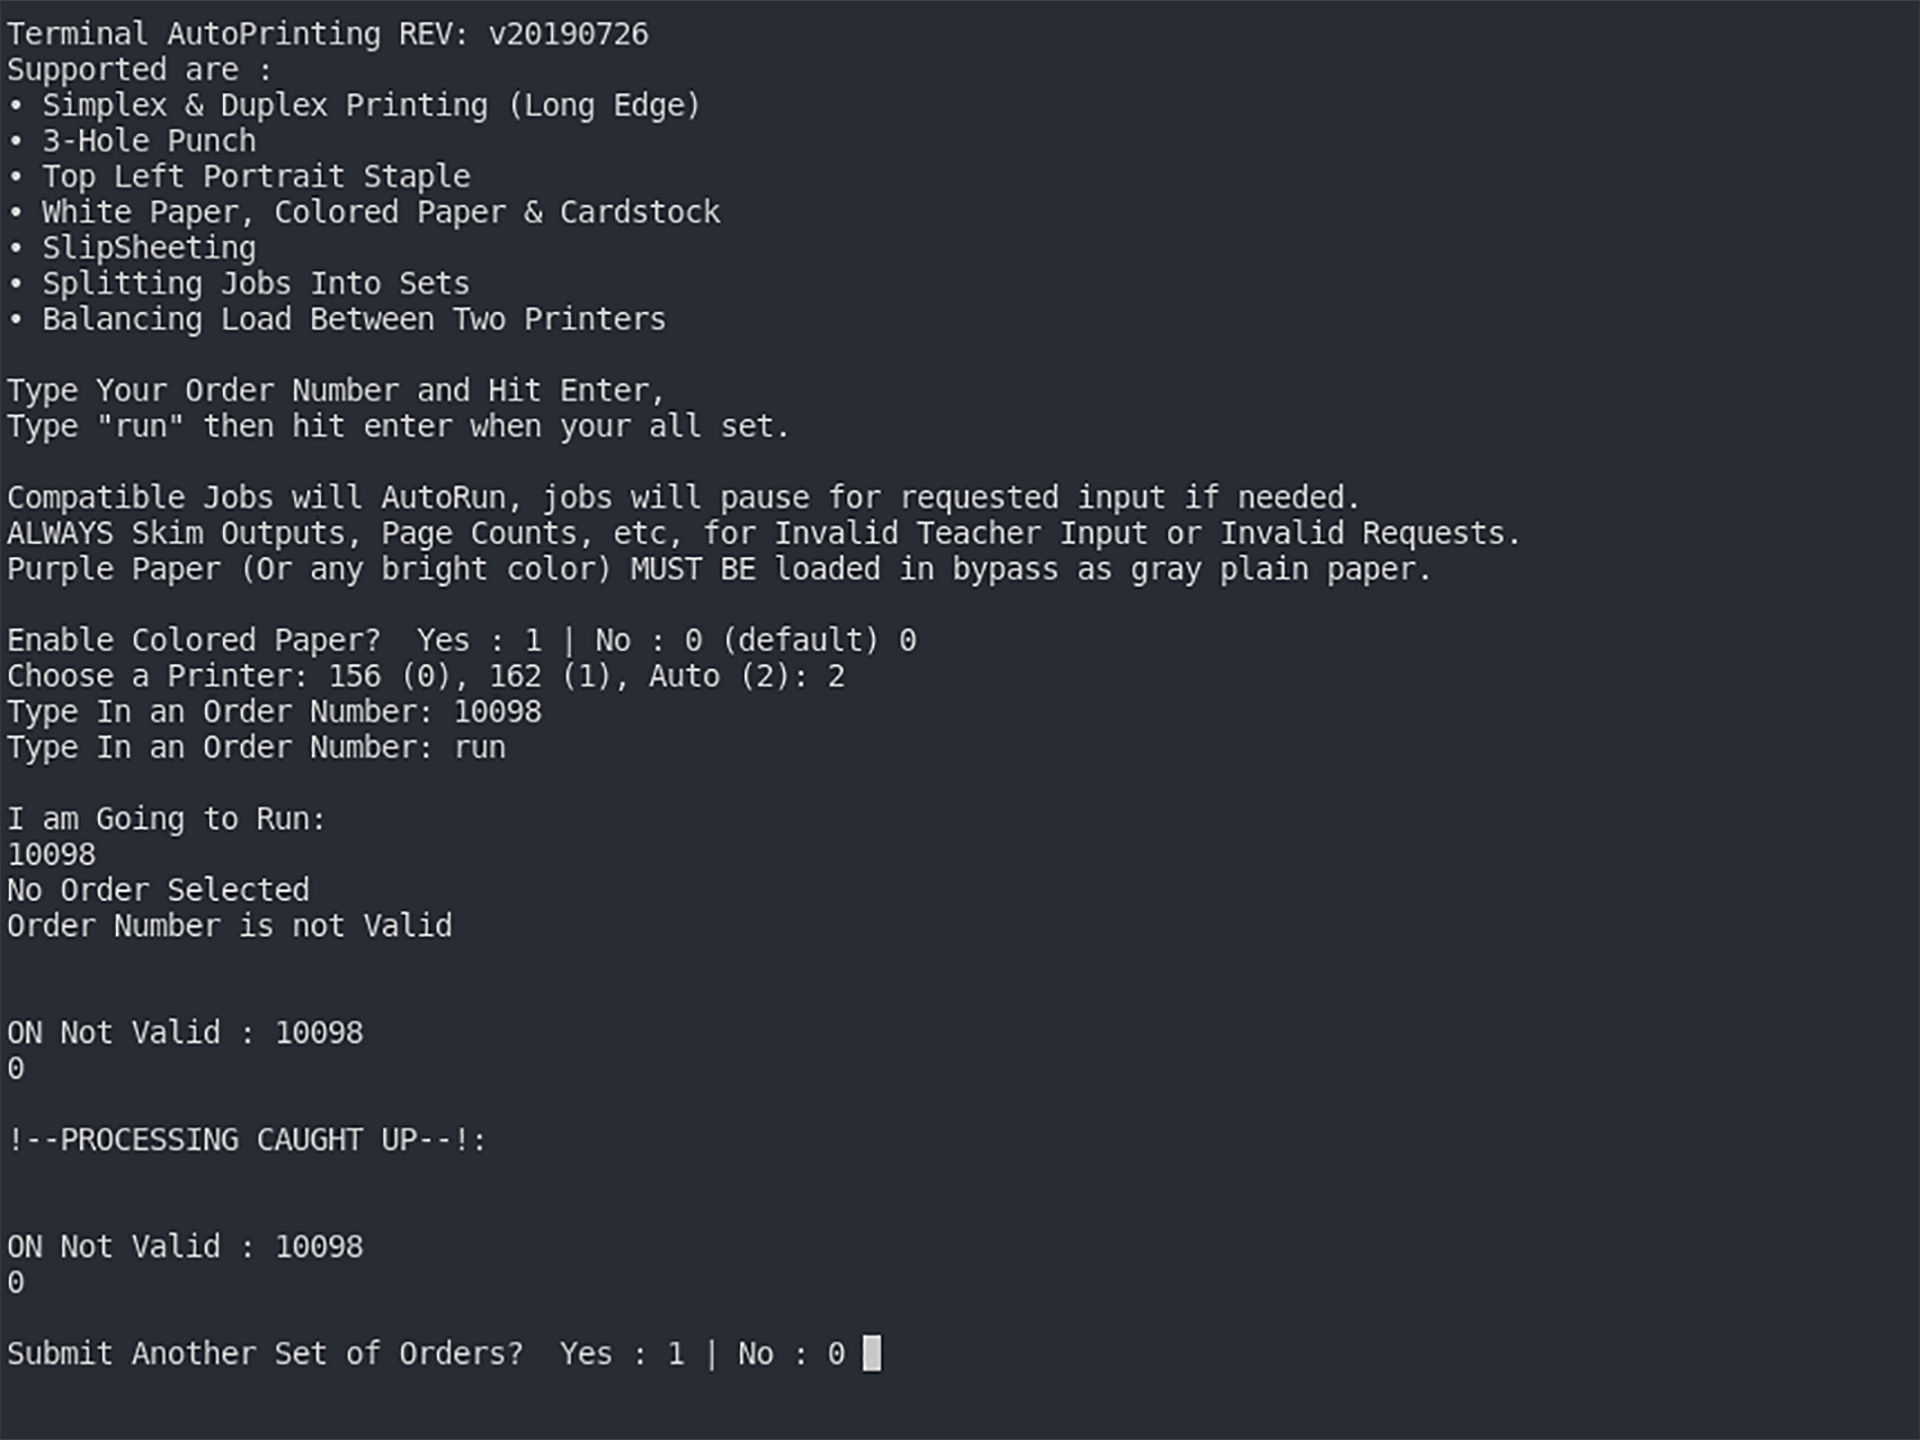 Terminal AutoPrinting REV: v20190726
Supported are :
• Simplex & Duplex Printing (Long Edge)
• 3-Hole Punch
• Top Left Portrait Staple
• White Paper, Colored Paper & Cardstock
• SlipSheeting
• Splitting Jobs Into Sets
• Balancing Load Between Two Printers
Type Your Order Number and Hit Enter,
Type "run" then hit enter when your all set.
Compatible Jobs will AutoRun, jobs will pause for requested input if needed.
ALWAYS Skim Outputs, Page Counts, etc, for Invalid Teacher Input or Invalid Requests.
Purple Paper (Or any bright color) MUST BE loaded in bypass as gray plain paper.
Enable Colored Paper?  Yes : 1 | No : 0 (default) 0
Choose a Printer: 156 (0), 162 (1), Auto (2): 2
Type In an Order Number: 10098
Type In an Order Number: run
I am Going to Run:
10098
No Order Selected
Order Number is not Valid
ON Not Valid : 10098
0
!--PROCESSING CAUGHT UP--!:
ON Not Valid : 10098
0
Submit Another Set of Orders?  Yes : 1 | No : 0